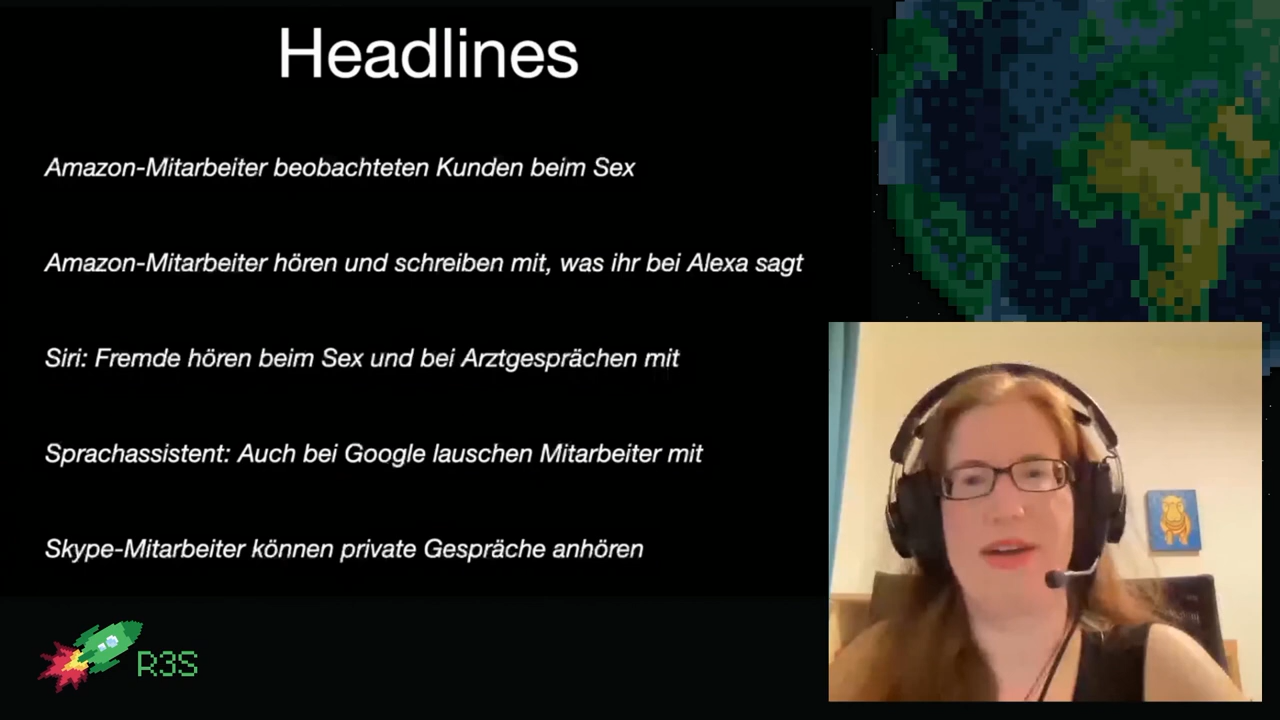 Headlines
Amazon-Mitarbeiter beobachteten Kunden beim Sex
Amazon-Mitarbeiter hören und schreiben mit, was ihr bei Alexa sagt
Siri: Fremde hören beim Sex und bei Arztgesprächen mit
Sprachassistent: Auch bei Google lauschen Mitarbeiter mit
Skype-Mitarbeiter können private Gespräche anhören
R3S